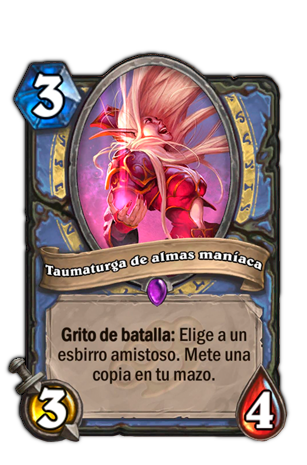 3
Taumaturga de almas maníaca
Grito de batalla: Elige a un
esbirro amistoso. Mete una
copia en tu mazo.
3
4